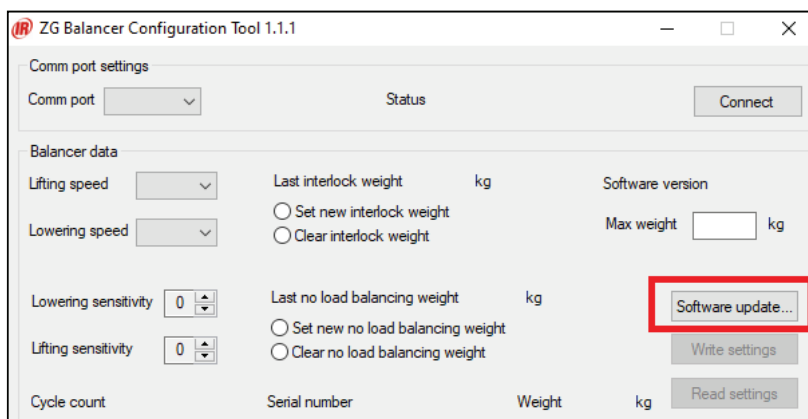 IR ZG Balancer Configuration Tool 1.1.1
Comm port settings
Comm port Status Connect
Balancer data
Lifting speed Last interlock weight kg Software version
Set new interlock weight
Lowering speed Clear interlock weight Max weight kg
Lowering sensitivity 0 Last no load balancing weight kg Software update...
Set new no load balancing weight
Lifting sensitivity 0 Clear no load balancing weight Write settings
Cycle count Serial number Weight kg Read settings